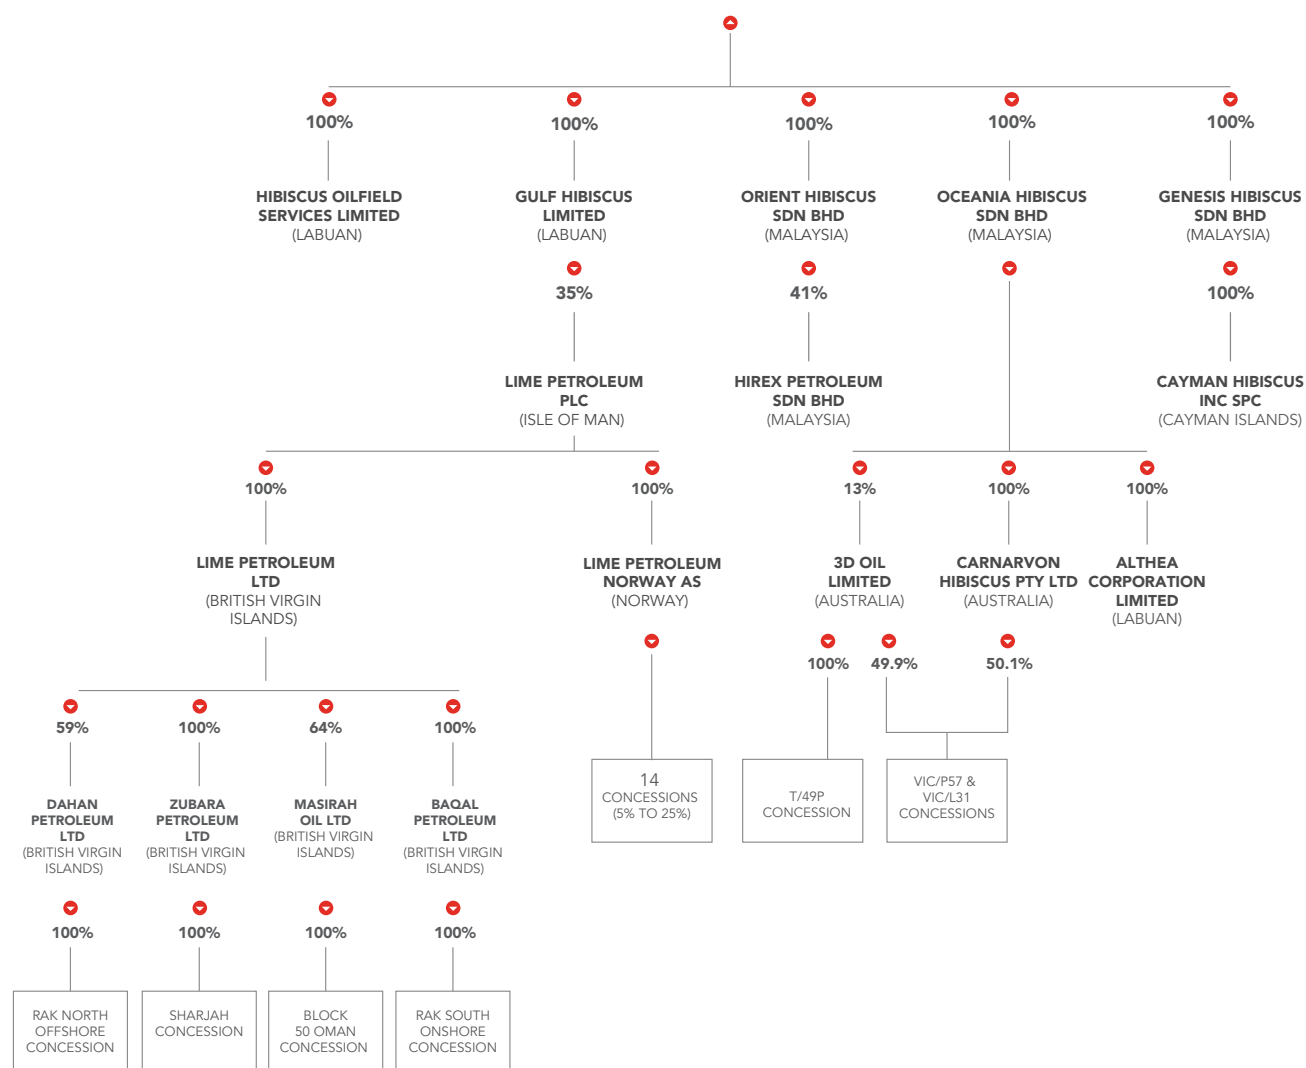 100%
100%
100%
100%
100%
HIBISCUS OILFIELD
SERVICES LIMITED
(LABUAN)
GULF HIBISCUS
LIMITED
(LABUAN)
ORIENT HIBISCUS
SDN BHD
(MALAYSIA)
OCEANIA HIBISCUS
SDN BHD
(MALAYSIA)
GENESIS HIBISCUS
SDN BHD
(MALAYSIA)
35%
41%
100%
LIME PETROLEUM
PLC
(ISLE OF MAN)
HIREX PETROLEUM
SDN BHD
(MALAYSIA)
CAYMAN HIBISCUS
INC SPC
(CAYMAN ISLANDS)
100%
100%
13%
100%
100%
LIME PETROLEUM
LTD
(BRITISH VIRGIN
ISLANDS)
LIME PETROLEUM
NORWAY AS
(NORWAY)
3D OIL
LIMITED
(AUSTRALIA)
CARNARVON
HIBISCUS PTY LTD
(AUSTRALIA)
ALTHEA
CORPORATION
LIMITED
(LABUAN)
100%
49.9%
50.1%
59%
100%
64%
100%
14
CONCESSIONS
(5% TO 25%)
T/49P
CONCESSION
VIC/P57 &
VIC/L31
CONCESSIONS
DAHAN
PETROLEUM
LTD
(BRITISH VIRGIN
ISLANDS)
ZUBARA
PETROLEUM
LTD
(BRITISH VIRGIN
ISLANDS)
MASIRAH
OIL LTD
(BRITISH VIRGIN
ISLANDS)
BAQAL
PETROLEUM
LTD
(BRITISH VIRGIN
ISLANDS)
100%
100%
100%
100%
RAK NORTH
OFFSHORE
CONCESSION
SHARJAH
CONCESSION
BLOCK
50 OMAN
CONCESSION
RAK SOUTH
ONSHORE
CONCESSION